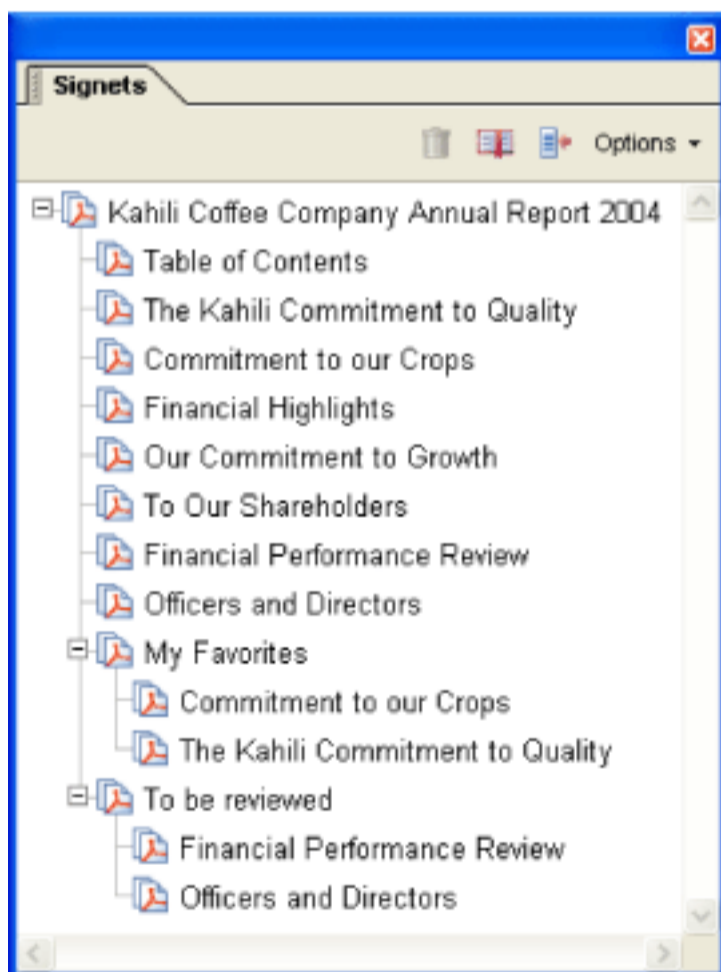 Signets
Options
Kahili Coffee Company Annual Report 2004
Table of Contents
The Kahili Commitment to Quality
Commitment to our Crops
Financial Highlights
Our Commitment to Growth
To Our Shareholders
Financial Performance Review
Officers and Directors
My Favorites
Commitment to our Crops
The Kahili Commitment to Quality
To be reviewed
Financial Performance Review
Officers and Directors